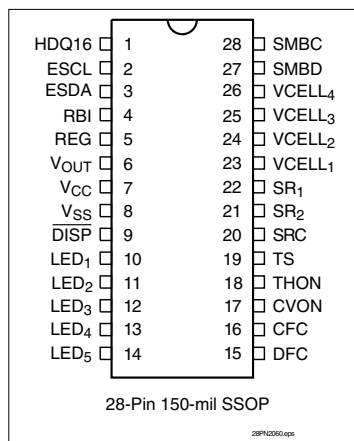 HDQ16 1 28 SMBC
ESCL 2 27 SMBD
ESDA 3 26 VCELL4
RBI 4 25 VCELL3
REG 5 24 VCELL2
VOUT 6 23 VCELL1
VCC 7 22 SR1
VSS 8 21 SR2
DISP 9 20 SRC
LED1 10 19 TS
LED2 11 18 THON
LED3 12 17 CVON
LED4 13 16 CFC
LED5 14 15 DFC
28-Pin 150-mil SSOP
28PN2060.eps